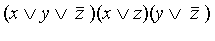 (x ∨ y ∨ z̄)(x ∨ z)(y ∨ z̄)